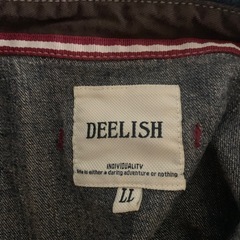 DEELISH
INDIVIDUALITY
life is either a daring adventure or nothing
LL